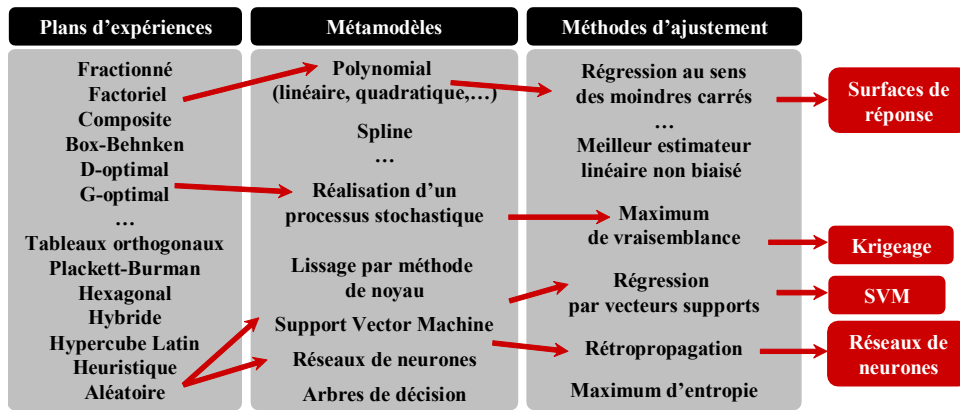 Plans d'expériences
Fractionné
Factoriel
Composite
Box-Behnken
D-optimal
G-optimal
…
Tableaux orthogonaux
Plackett-Burman
Hexagonal
Hybride
Hypercube Latin
Heuristique
Aléatoire
Métamodèles
Polynomial
(linéaire, quadratique,…)
Spline
…
Réalisation d'un
processus stochastique
Lissage par méthode
de noyau
Support Vector Machine
Réseaux de neurones
Arbres de décision
Méthodes d'ajustement
Régression au sens
des moindres carrés
…
Meilleur estimateur
linéaire non biaisé
Maximum
de vraisemblance
Régression
par vecteurs supports
Rétropropagation
Maximum d'entropie
Surfaces de
réponse
Krigeage
SVM
Réseaux de
neurones